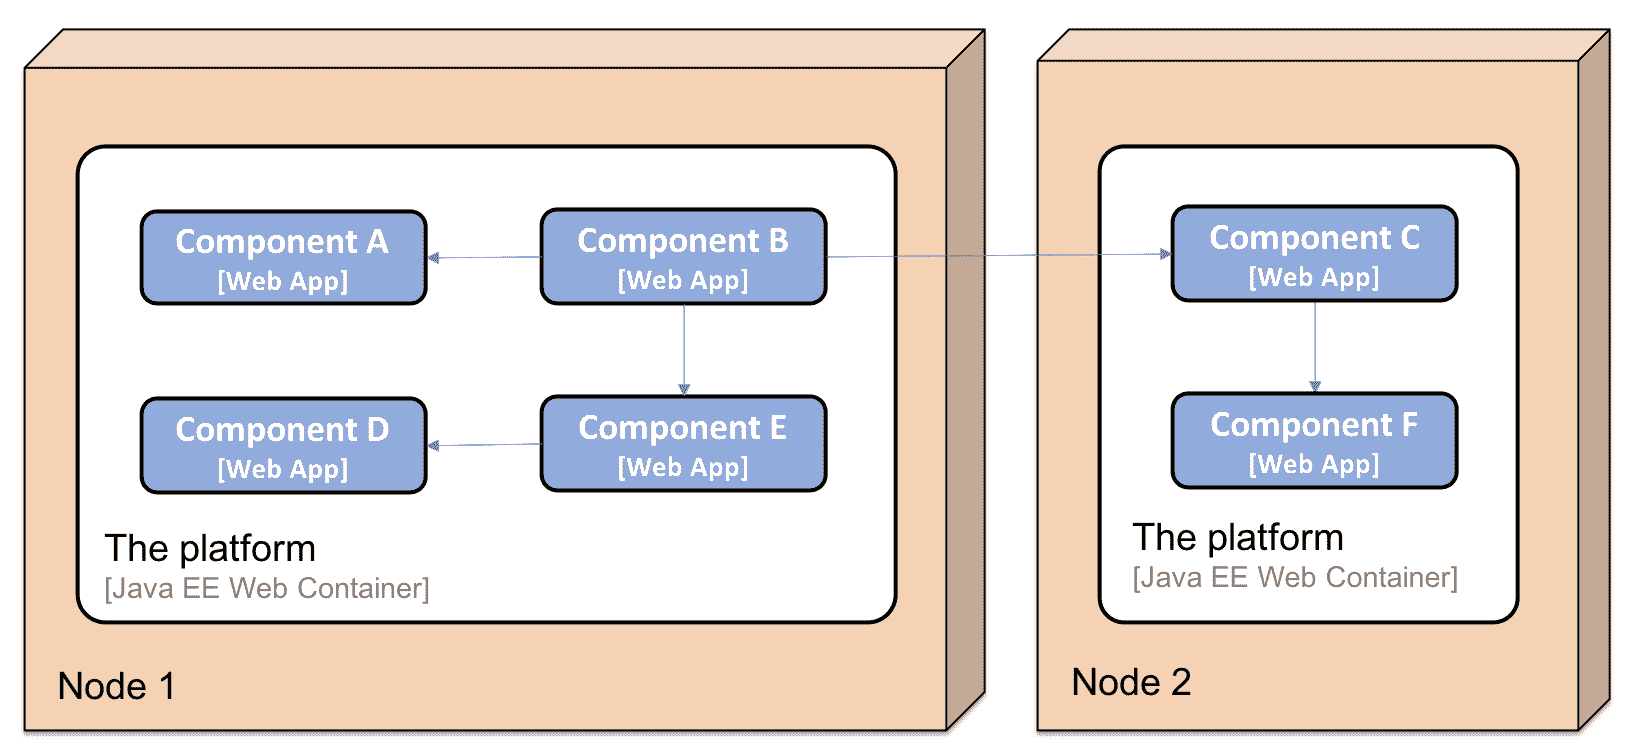 Component A
[Web App]
Component B
[Web App]
Component C
[Web App]
Component D
[Web App]
Component E
[Web App]
Component F
[Web App]
The platform
[Java EE Web Container]
The platform
[Java EE Web Container]
Node 1
Node 2